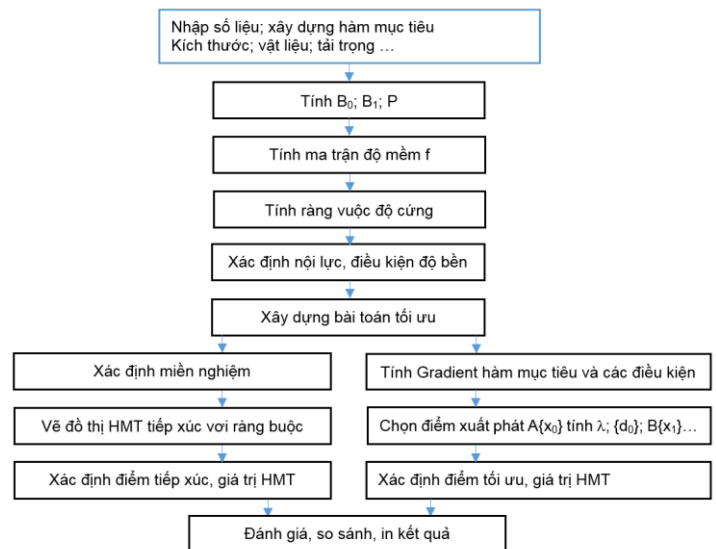 Nhập số liệu; xây dựng hàm mục tiêu
Kích thước; vật liệu; tải trọng …
Tính B₀; B₁; P
Tính ma trận độ mềm f
Tính ràng vuộc độ cứng
Xác định nội lực, điều kiện độ bền
Xây dựng bài toán tối ưu
Xác định miền nghiệm
Tính Gradient hàm mục tiêu và các điều kiện
Vẽ đồ thị HMT tiếp xúc vơi ràng buộc
Chọn điểm xuất phát A{x₀} tính λ; {d₀}; B{x₁}…
Xác định điểm tiếp xúc, giá trị HMT
Xác định điểm tối ưu, giá trị HMT
Đánh giá, so sánh, in kết quả